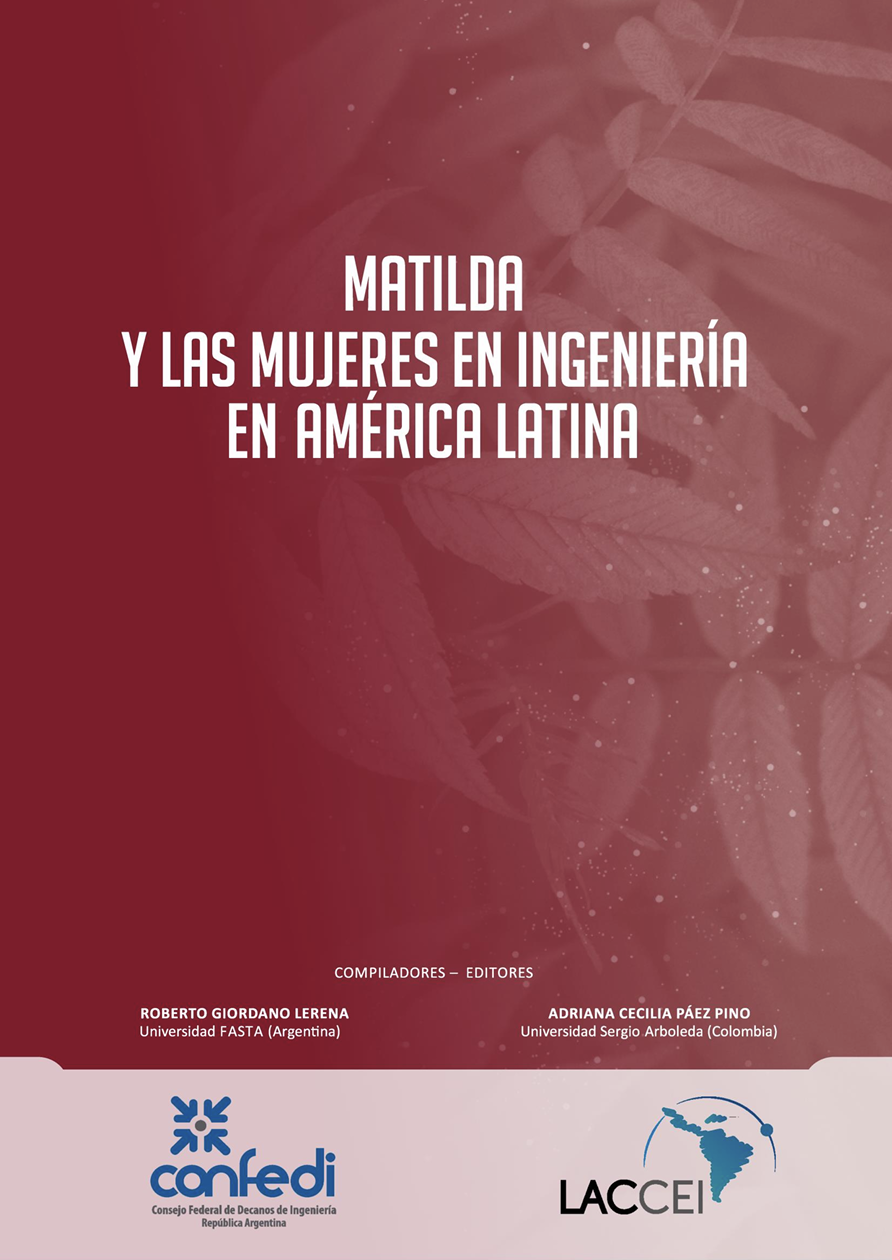 MATILDA
Y LAS MUJERES EN INGENIERÍA
EN AMÉRICA LATINA
COMPILADORES – EDITORES
ROBERTO GIORDANO LERENA
Universidad FASTA (Argentina)
ADRIANA CECILIA PÁEZ PINO
Universidad Sergio Arboleda (Colombia)
confedi
Consejo Federal de Decanos de Ingeniería
República Argentina
LACCEI